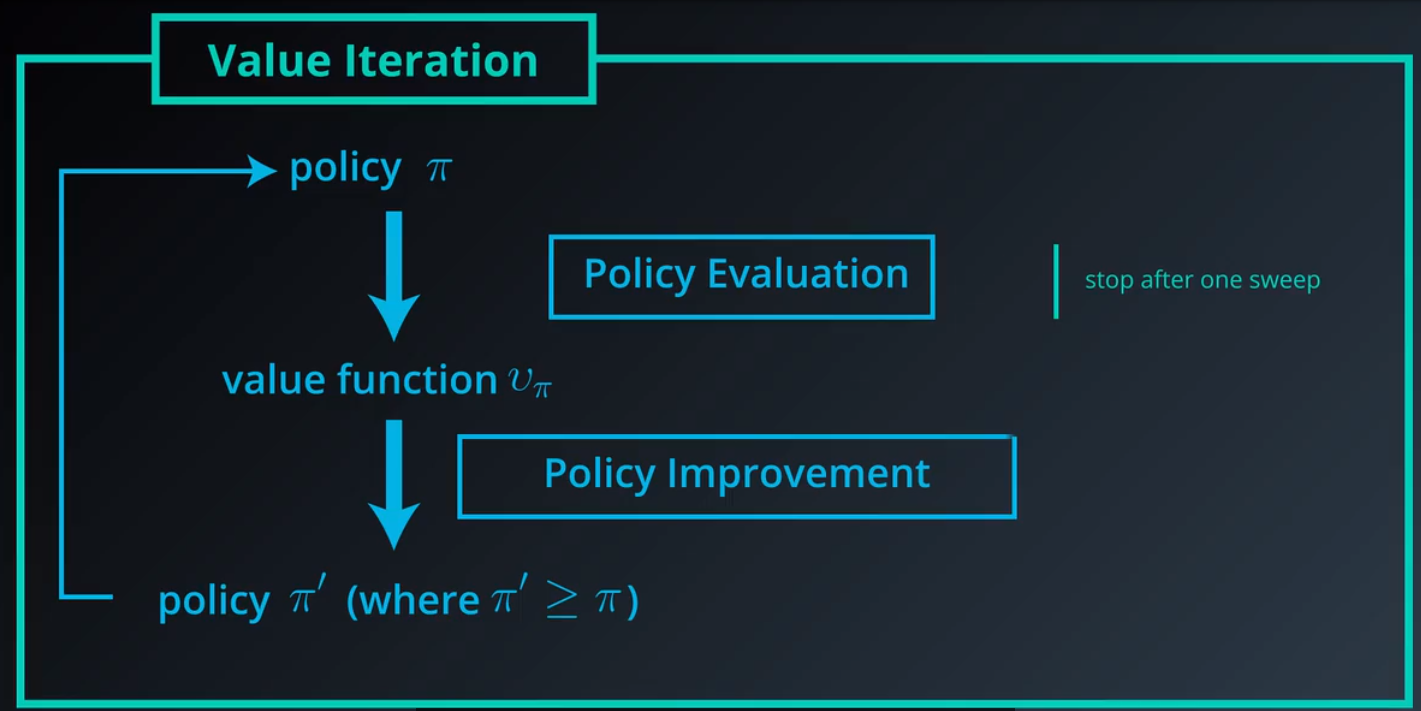 Value Iteration
policy π
Policy Evaluation
stop after one sweep
value function υπ
Policy Improvement
policy π′ (where π′ ≥ π)